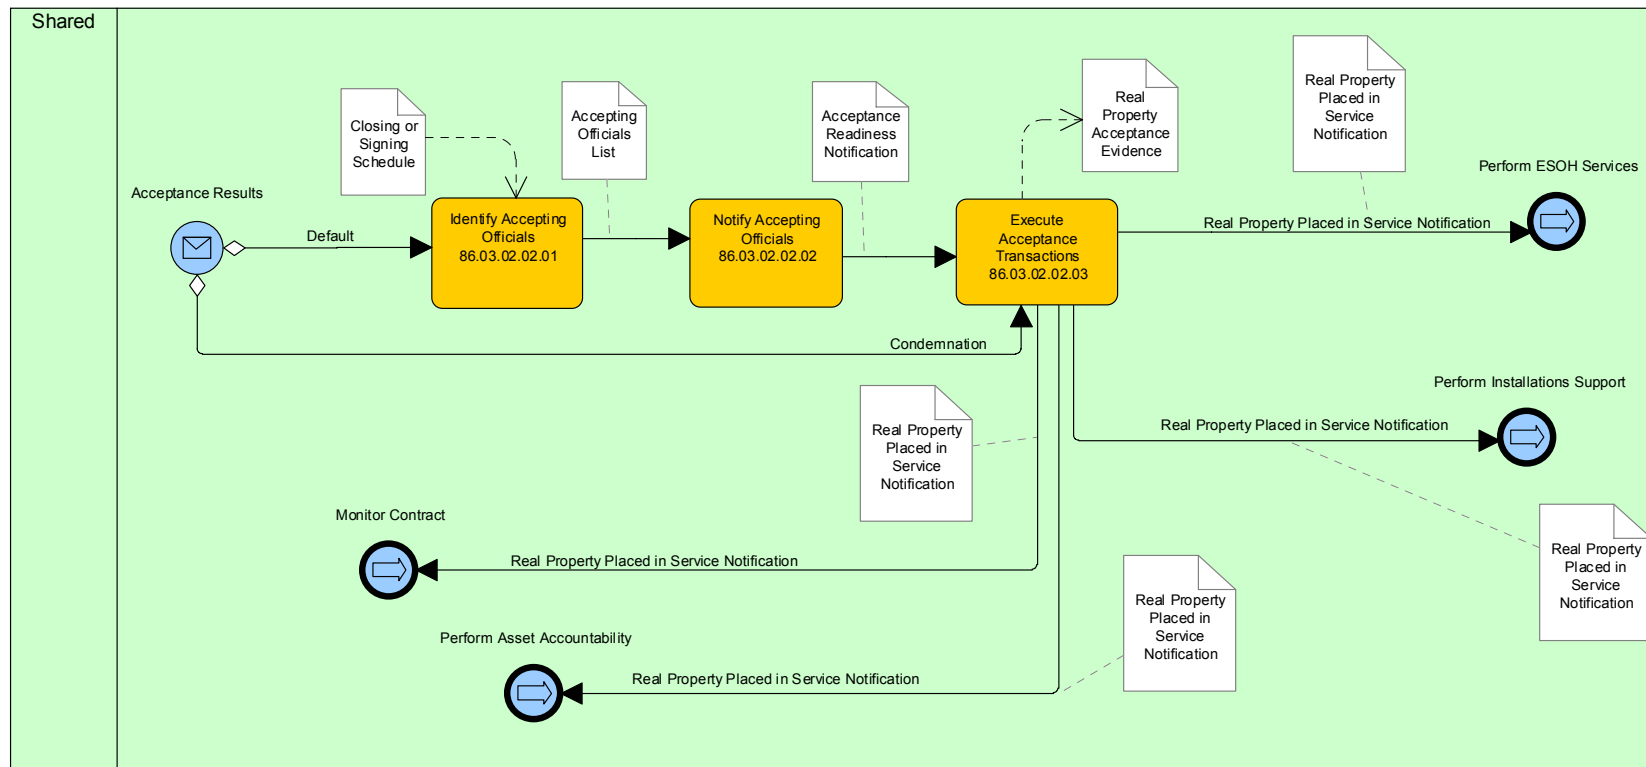 Shared
Closing or
Signing
Schedule
Accepting
Officials
List
Acceptance
Readiness
Notification
Real
Property
Acceptance
Evidence
Real Property
Placed in
Service
Notification
Perform ESOH Services
Acceptance Results
Default
Identify Accepting
Officials
86.03.02.02.01
Notify Accepting
Officials
86.03.02.02.02
Execute
Acceptance
Transactions
86.03.02.02.03
Real Property Placed in Service Notification
Condemnation
Perform Installations Support
Real Property Placed in Service Notification
Real Property
Placed in
Service
Notification
Monitor Contract
Real Property Placed in Service Notification
Real Property
Placed in
Service
Notification
Real Property
Placed in
Service
Notification
Perform Asset Accountability
Real Property Placed in Service Notification